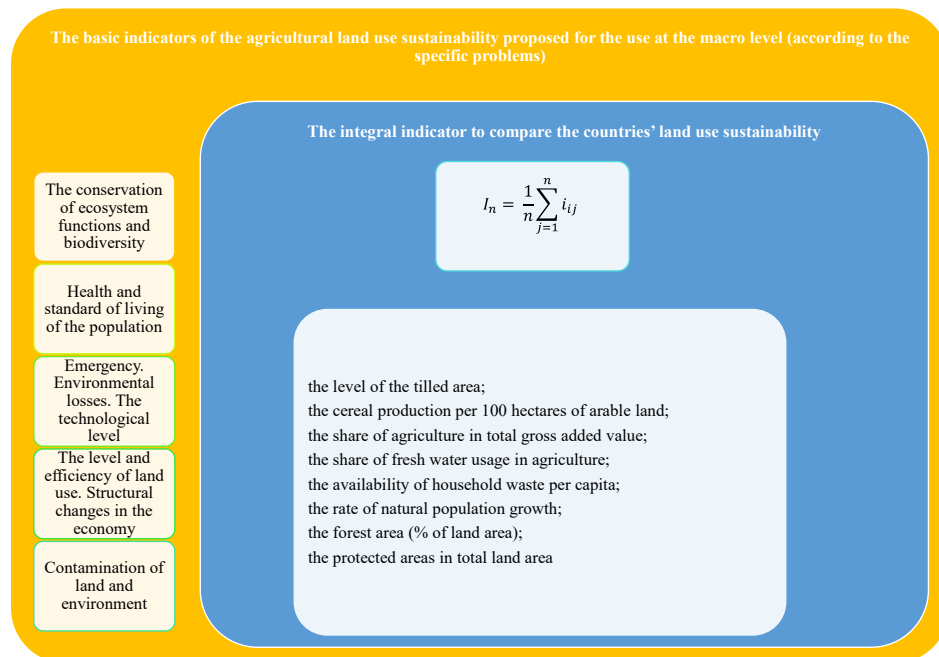 The basic indicators of the agricultural land use sustainability proposed for the use at the macro level (according to the
specific problems)
The integral indicator to compare the countries’ land use sustainability
I_n = \frac{1}{n} \sum_{j=1}^{n} i_{ij}
The conservation
of ecosystem
functions and
biodiversity
Health and
standard of living
of the population
Emergency.
Environmental
losses. The
technological
level
The level and
efficiency of land
use. Structural
changes in the
economy
Contamination of
land and
environment
the level of the tilled area;
the cereal production per 100 hectares of arable land;
the share of agriculture in total gross added value;
the share of fresh water usage in agriculture;
the availability of household waste per capita;
the rate of natural population growth;
the forest area (% of land area);
the protected areas in total land area